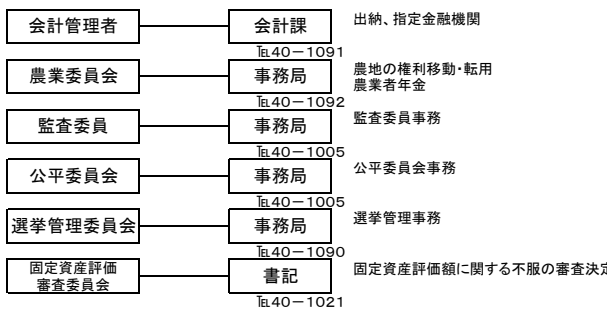 会計管理者 会計課 出納、指定金融機関
℡40－1091
農業委員会 事務局 農地の権利移動・転用
農業者年金
℡40－1092
監査委員 事務局 監査委員事務
℡40－1005
公平委員会 事務局 公平委員会事務
℡40－1005
選挙管理委員会 事務局 選挙管理事務
℡40－1090
固定資産評価
審査委員会 書記 固定資産評価額に関する不服の審査決定
℡40－1021